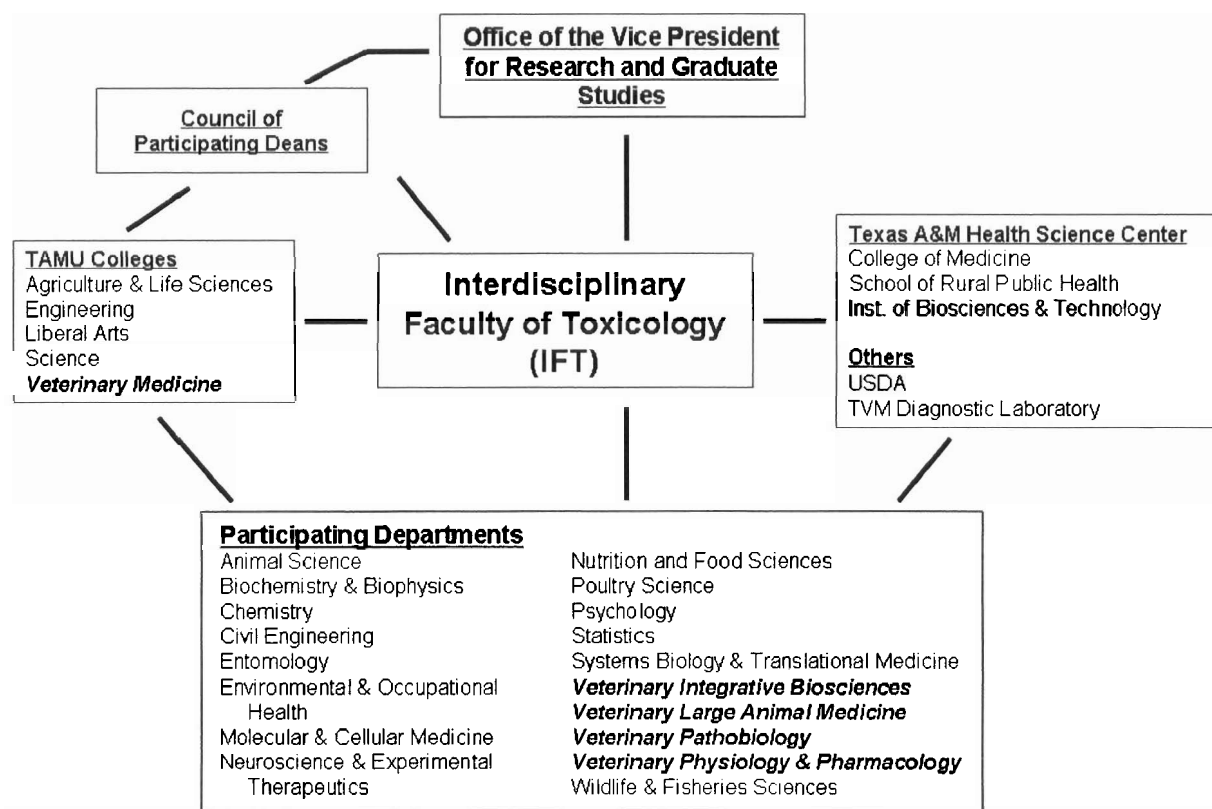 Office of the Vice President
for Research and Graduate
Studies
Council of
Participating Deans
TAMU Colleges
Agriculture & Life Sciences
Engineering
Liberal Arts
Science
Veterinary Medicine
Interdisciplinary
Faculty of Toxicology
(IFT)
Texas A&M Health Science Center
College of Medicine
School of Rural Public Health
Inst. of Biosciences & Technology
Others
USDA
TVM Diagnostic Laboratory
Participating Departments
Animal Science
Biochemistry & Biophysics
Chemistry
Civil Engineering
Entomology
Environmental & Occupational
Health
Molecular & Cellular Medicine
Neuroscience & Experimental
Therapeutics
Nutrition and Food Sciences
Poultry Science
Psychology
Statistics
Systems Biology & Translational Medicine
Veterinary Integrative Biosciences
Veterinary Large Animal Medicine
Veterinary Pathobiology
Veterinary Physiology & Pharmacology
Wildlife & Fisheries Sciences